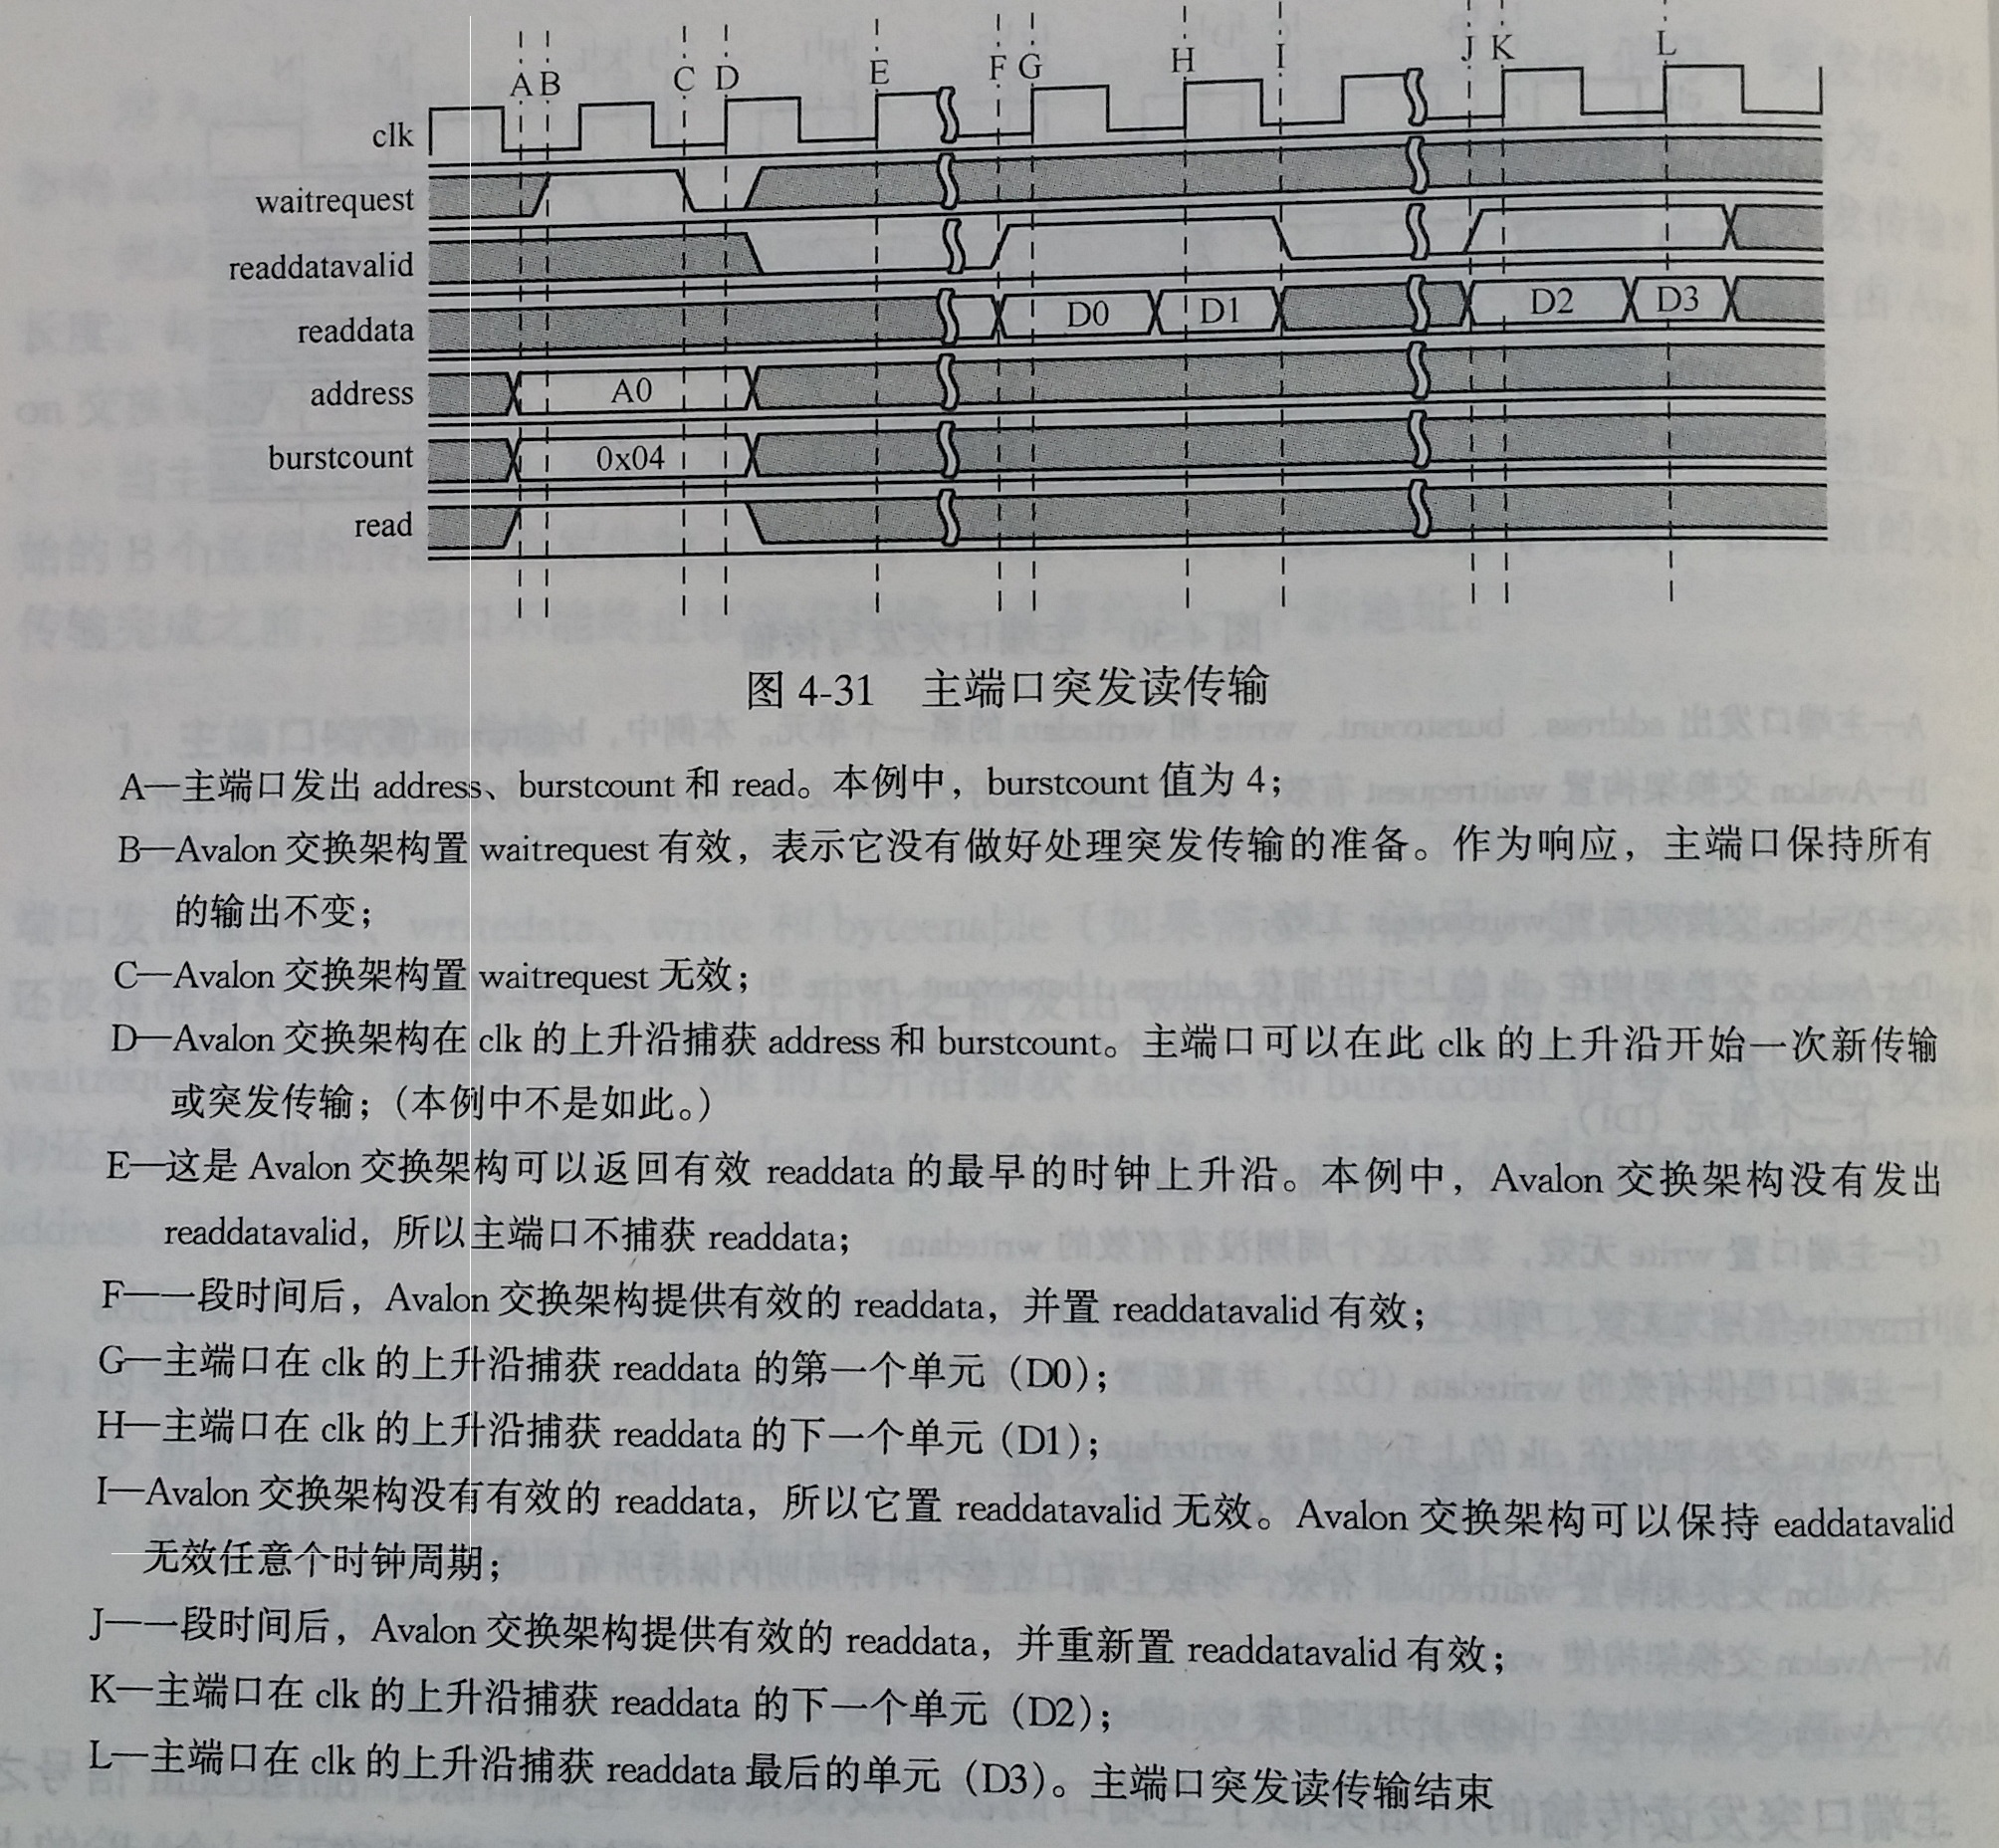 A B C D E F G H I J K L
clk
waitrequest
readdatavalid
readdata D0 D1 D2 D3
address A0
burstcount 0x04
read
图 4-31 主端口突发读传输
A—主端口发出 address、burstcount 和 read。本例中，burstcount 值为 4；
B—Avalon 交换架构置 waitrequest 有效，表示它没有做好处理突发传输的准备。作为响应，主端口保持所有
的输出不变；
C—Avalon 交换架构置 waitrequest 无效；
D—Avalon 交换架构在 clk 的上升沿捕获 address 和 burstcount。主端口可以在此 clk 的上升沿开始一次新传输
或突发传输；（本例中不是如此。）
E—这是 Avalon 交换架构可以返回有效 readdata 的最早的时钟上升沿。本例中，Avalon 交换架构没有发出
readdatavalid，所以主端口不捕获 readdata；
F—一段时间后，Avalon 交换架构提供有效的 readdata，并置 readdatavalid 有效；
G—主端口在 clk 的上升沿捕获 readdata 的第一个单元（D0）；
H—主端口在 clk 的上升沿捕获 readdata 的下一个单元（D1）；
I—Avalon 交换架构没有有效的 readdata，所以它置 readdatavalid 无效。Avalon 交换架构可以保持 eaddatavalid
无效任意个时钟周期；
J—一段时间后，Avalon 交换架构提供有效的 readdata，并重新置 readdatavalid 有效；
K—主端口在 clk 的上升沿捕获 readdata 的下一个单元（D2）；
L—主端口在 clk 的上升沿捕获 readdata 最后的单元（D3）。主端口突发读传输结束